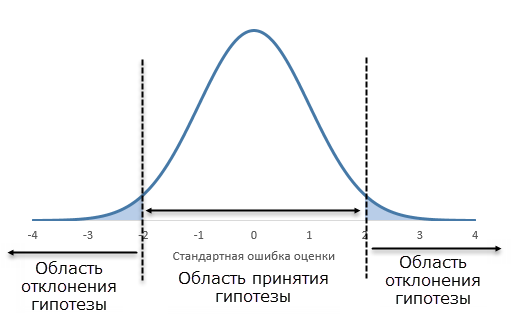 -4 -3 -2 -1 0 1 2 3 4
Стандартная ошибка оценки
Область
отклонения
гипотезы
Область принятия
гипотезы
Область
отклонения
гипотезы